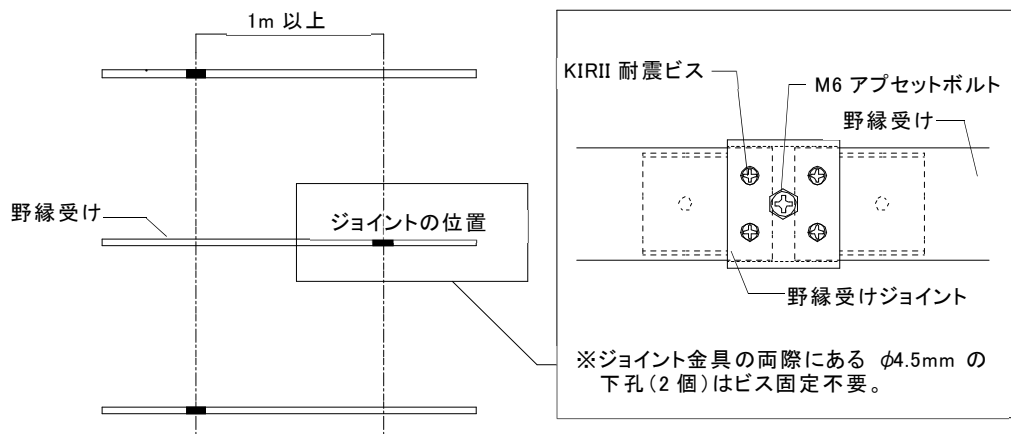 1m 以上
野縁受け
ジョイントの位置
KIRII 耐震ビス
M6 アプセットボルト
野縁受け
野縁受けジョイント
※ジョイント金具の両際にある φ4.5mm の
下孔(2 個)はビス固定不要。